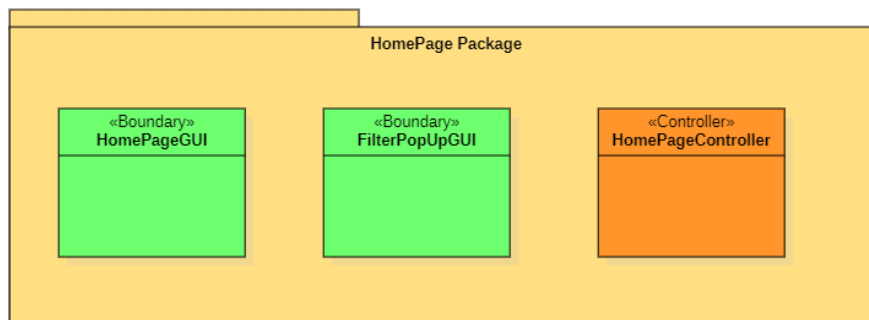 HomePage Package
«Boundary»
HomePageGUI
«Boundary»
FilterPopUpGUI
«Controller»
HomePageController